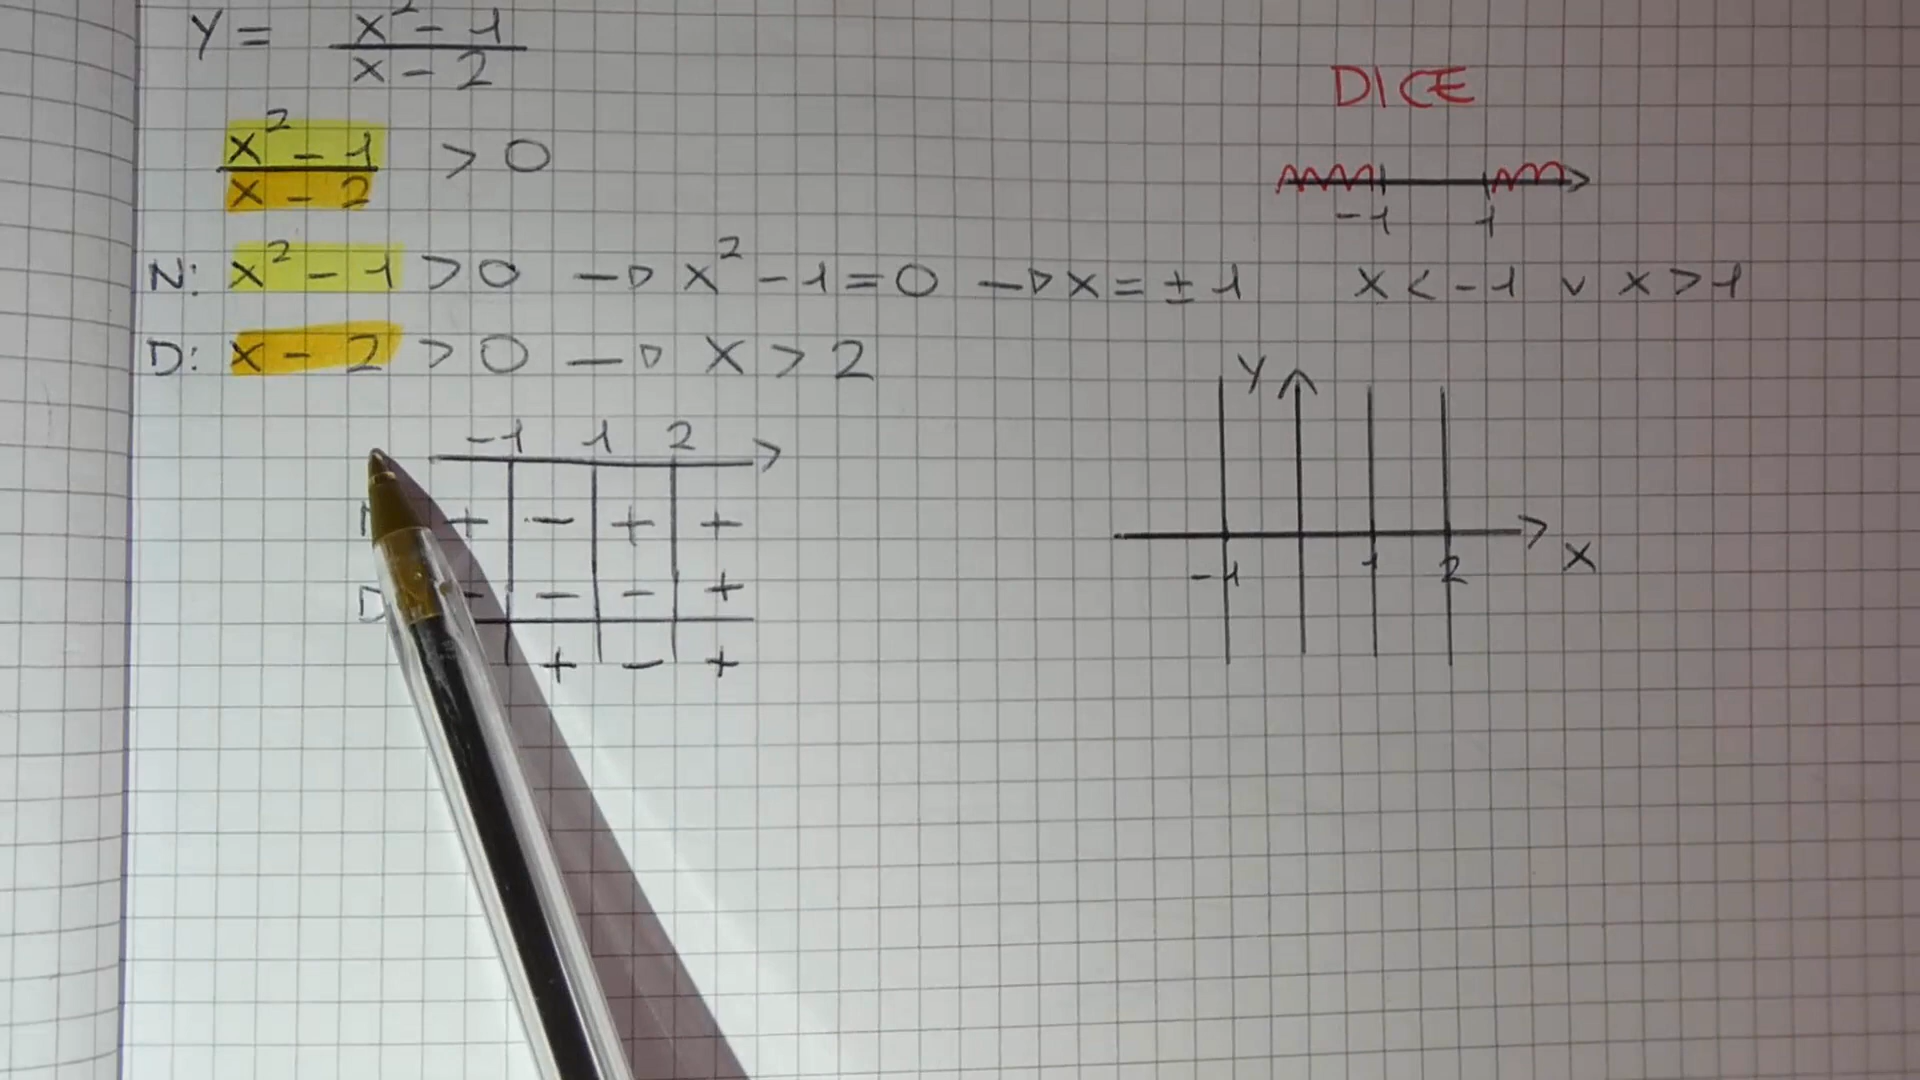 Y = x² - 1 / x - 2
DICE
x² - 1 / x - 2 > 0
-1 1
N: x² - 1 > 0 —▷ x² - 1 = 0 —▷ x = ± 1 x < -1 ∨ x > 1
D: x - 2 > 0 —▷ x > 2
Y
-1 1 2
+ - + +
-1 1 2 X
D - - - +
+ - +